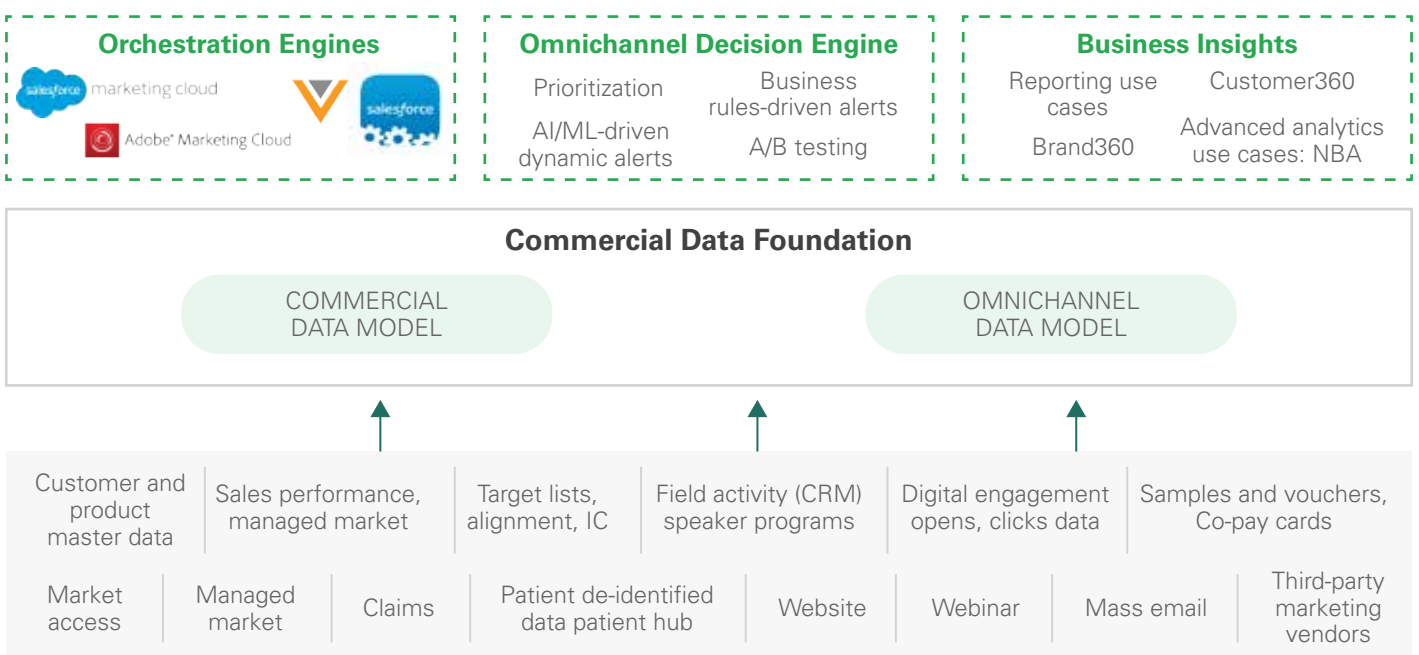 Orchestration Engines
salesforce marketing cloud
Adobe® Marketing Cloud
salesforce
Omnichannel Decision Engine
Prioritization
AI/ML-driven
dynamic alerts
Business
rules-driven alerts
A/B testing
Business Insights
Reporting use
cases
Brand360
Customer360
Advanced analytics
use cases: NBA
Commercial Data Foundation
COMMERCIAL
DATA MODEL
OMNICHANNEL
DATA MODEL
Customer and
product
master data
Sales performance,
managed market
Target lists,
alignment, IC
Field activity (CRM)
speaker programs
Digital engagement
opens, clicks data
Samples and vouchers,
Co-pay cards
Market
access
Managed
market
Claims
Patient de-identified
data patient hub
Website
Webinar
Mass email
Third-party
marketing
vendors